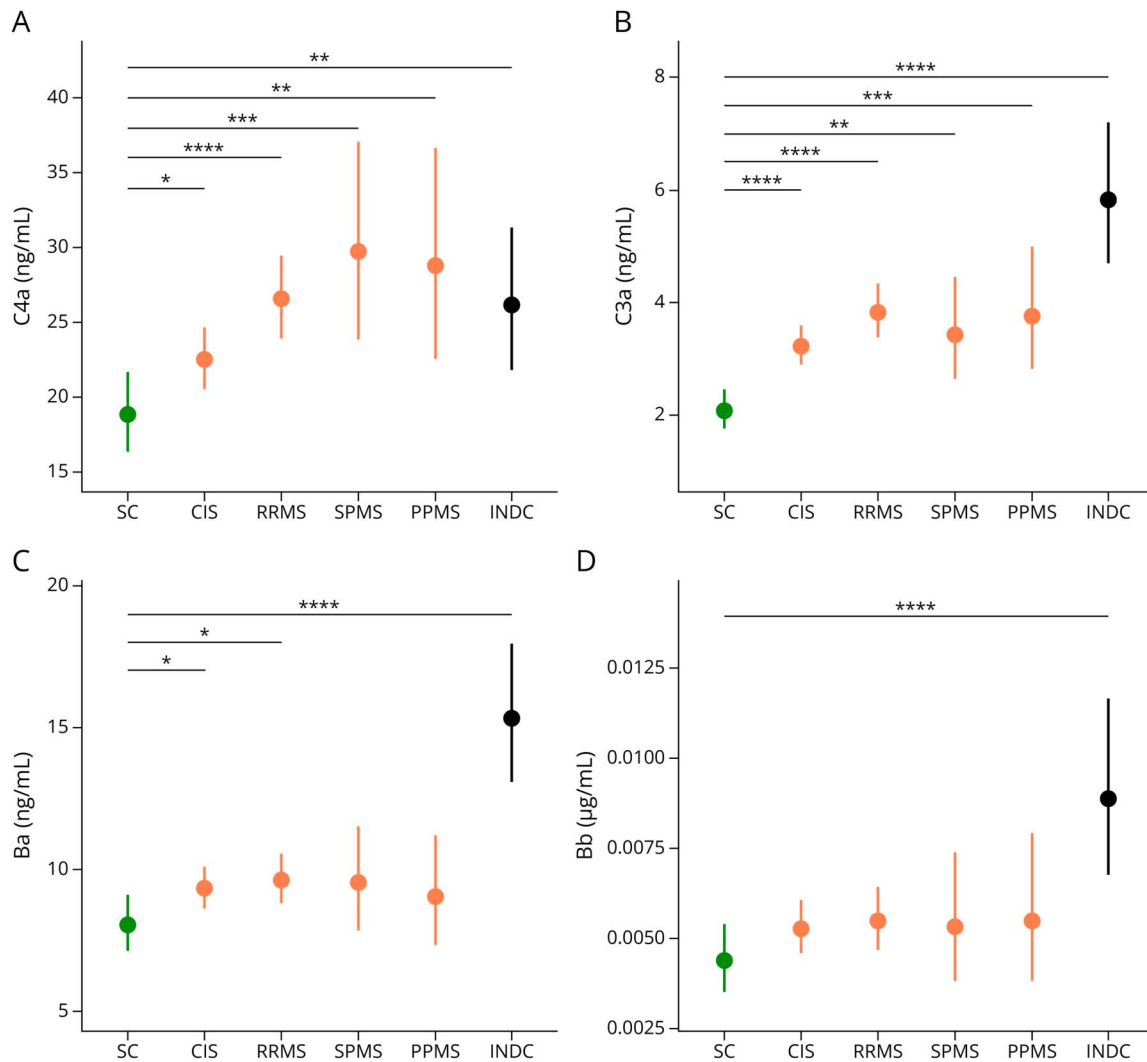 A
C4a (ng/mL)
40
35
30
25
20
15
**
**
***
****
*
SC CIS RRMS SPMS PPMS INDC
B
C3a (ng/mL)
8
6
4
2
****
***
**
****
****
SC CIS RRMS SPMS PPMS INDC
C
Ba (ng/mL)
20
15
10
5
****
*
*
SC CIS RRMS SPMS PPMS INDC
D
Bb (μg/mL)
0.0125
0.0100
0.0075
0.0050
0.0025
****
SC CIS RRMS SPMS PPMS INDC